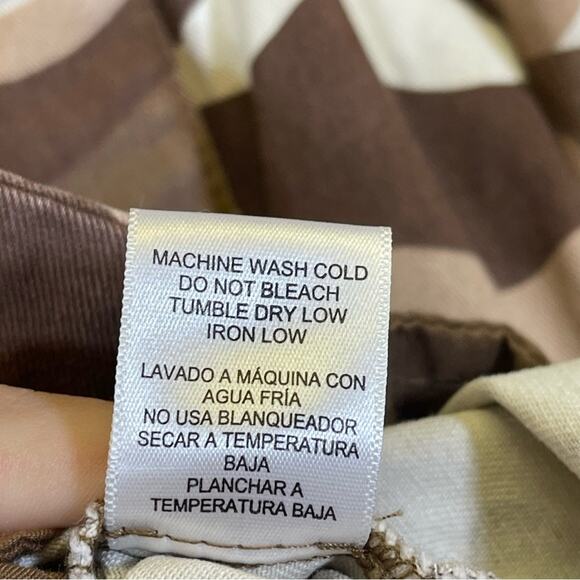 MACHINE WASH COLD
DO NOT BLEACH
TUMBLE DRY LOW
IRON LOW
LAVADO A MÁQUINA CON
AGUA FRÍA
NO USA BLANQUEADOR
SECAR A TEMPERATURA
BAJA
PLANCHAR A
TEMPERATURA BAJA